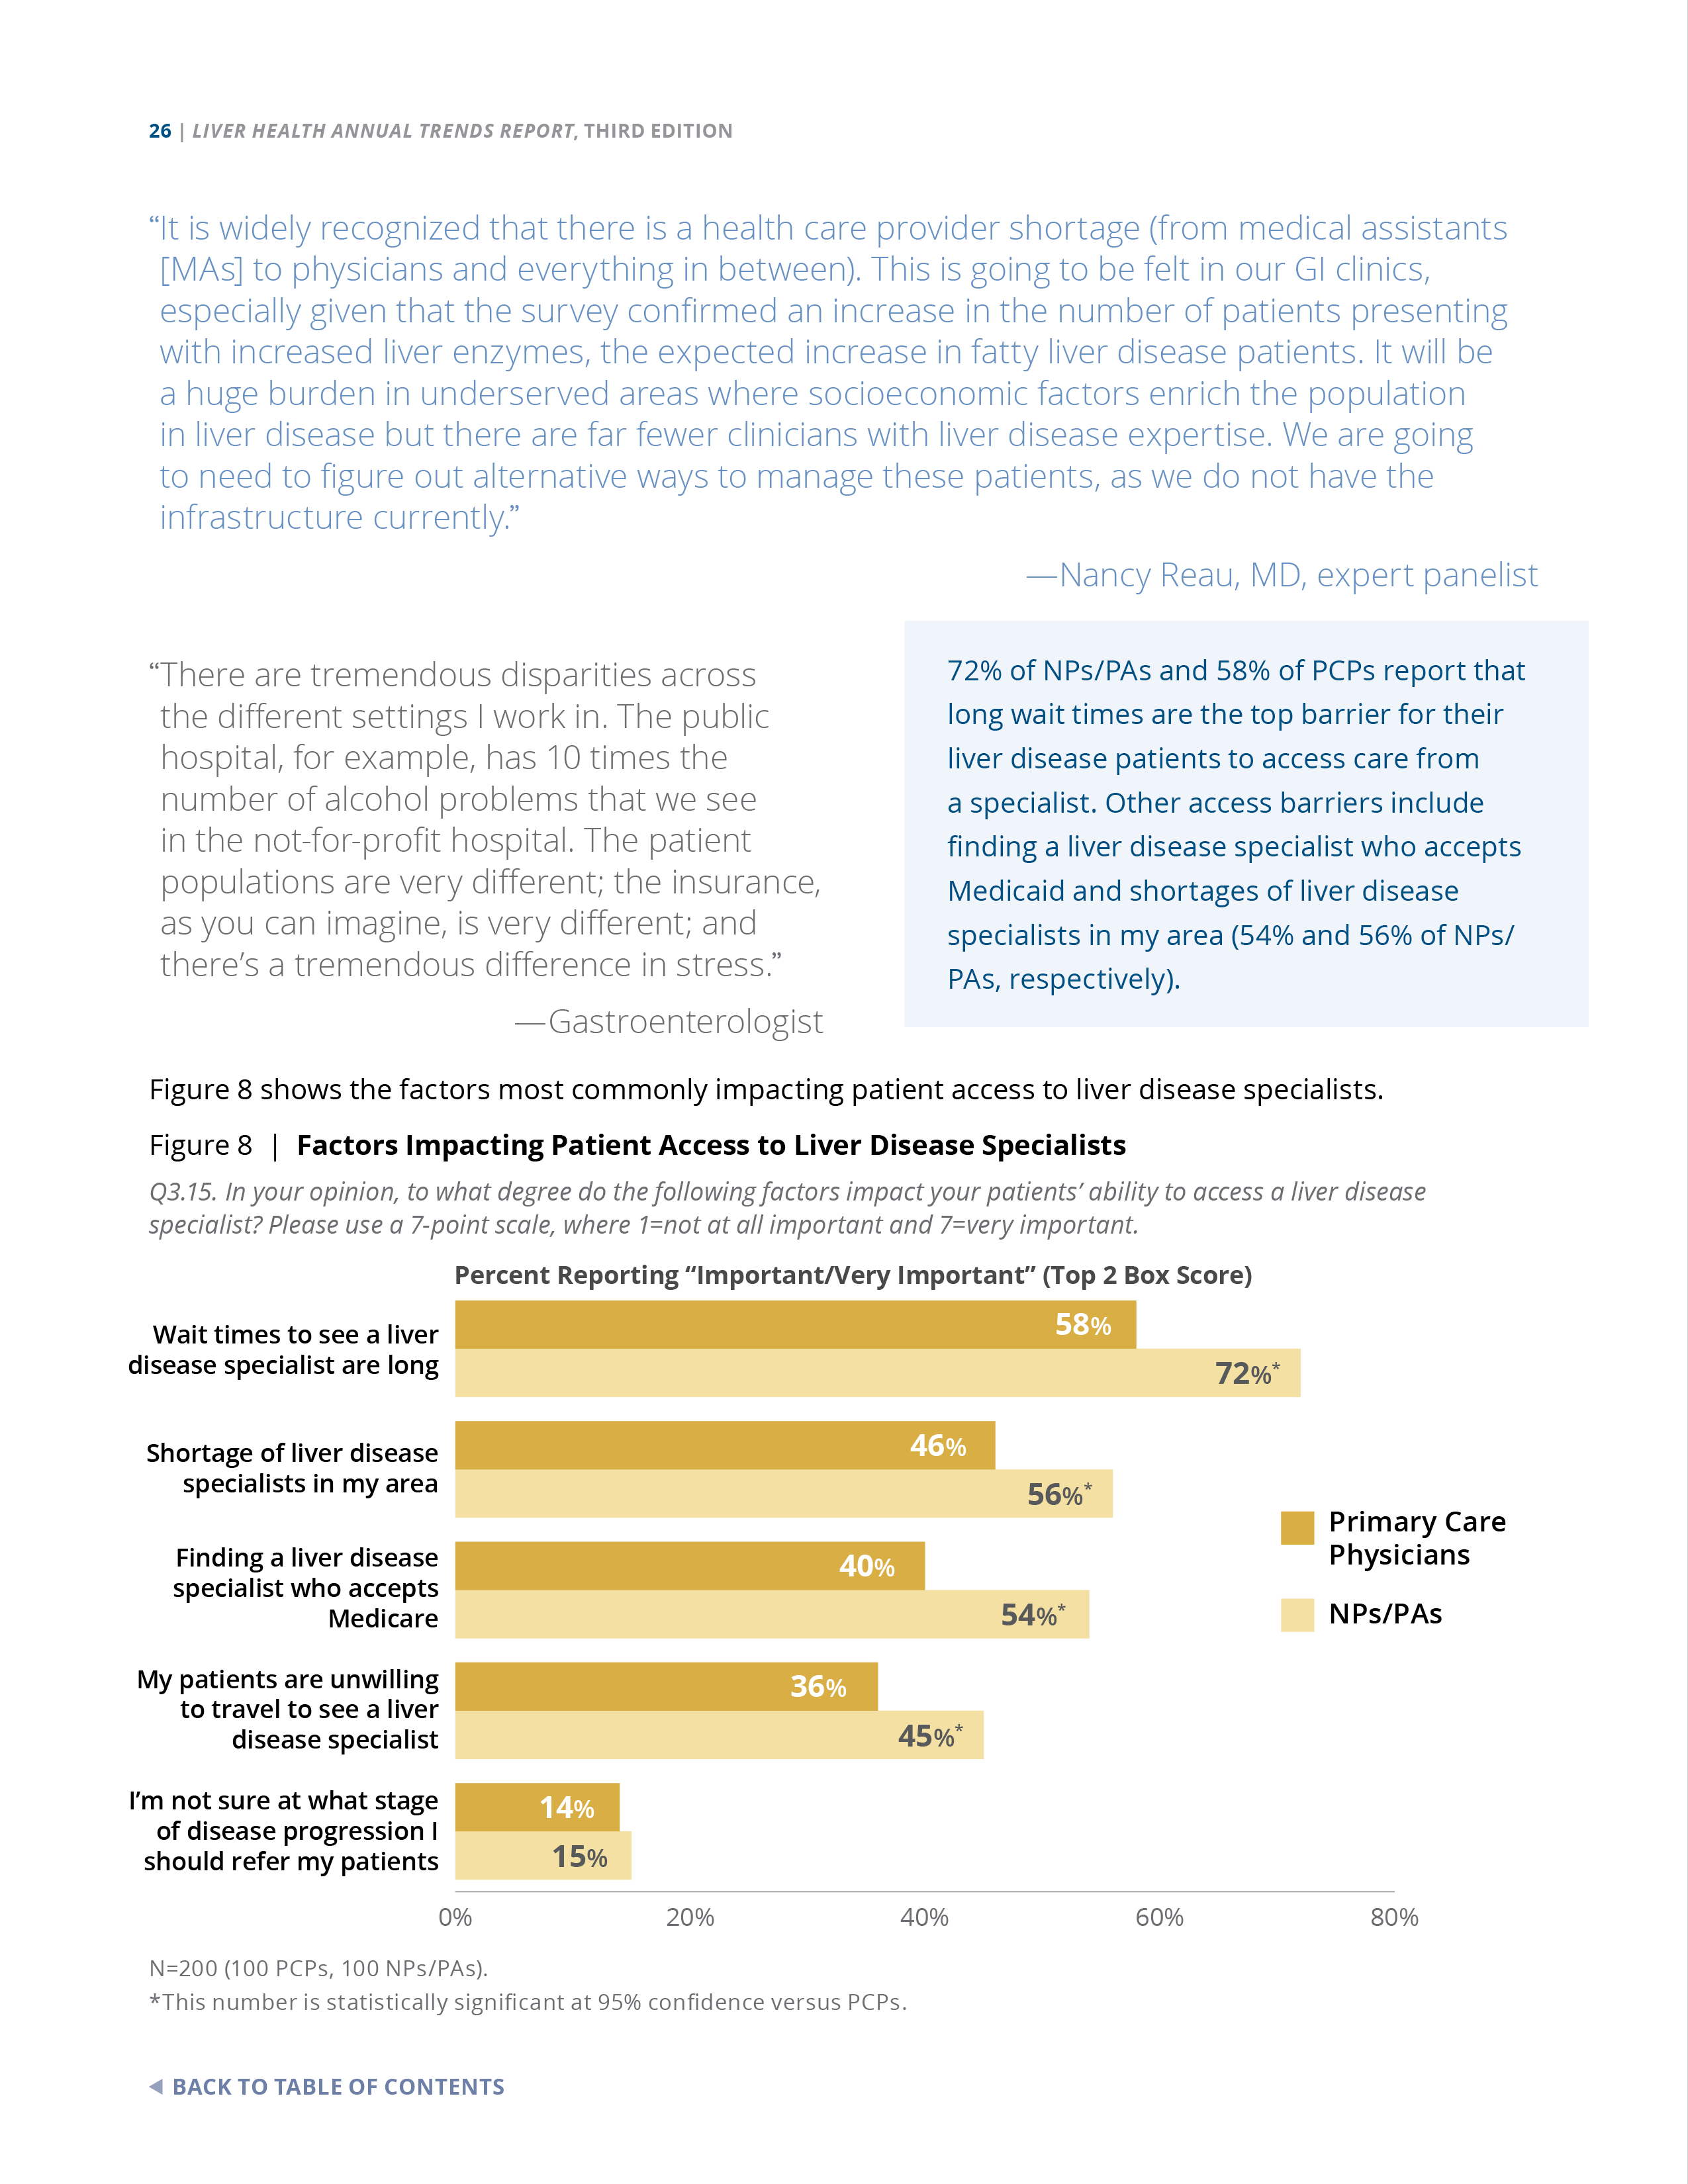 26 | LIVER HEALTH ANNUAL TRENDS REPORT, THIRD EDITION
“It is widely recognized that there is a health care provider shortage (from medical assistants
[MAs] to physicians and everything in between). This is going to be felt in our GI clinics,
especially given that the survey confirmed an increase in the number of patients presenting
with increased liver enzymes, the expected increase in fatty liver disease patients. It will be
a huge burden in underserved areas where socioeconomic factors enrich the population
in liver disease but there are far fewer clinicians with liver disease expertise. We are going
to need to figure out alternative ways to manage these patients, as we do not have the
infrastructure currently.”
—Nancy Reau, MD, expert panelist
“There are tremendous disparities across
the different settings I work in. The public
hospital, for example, has 10 times the
number of alcohol problems that we see
in the not-for-profit hospital. The patient
populations are very different; the insurance,
as you can imagine, is very different; and
there’s a tremendous difference in stress.”
—Gastroenterologist
72% of NPs/PAs and 58% of PCPs report that
long wait times are the top barrier for their
liver disease patients to access care from
a specialist. Other access barriers include
finding a liver disease specialist who accepts
Medicaid and shortages of liver disease
specialists in my area (54% and 56% of NPs/
PAs, respectively).
Figure 8 shows the factors most commonly impacting patient access to liver disease specialists.
Figure 8 | Factors Impacting Patient Access to Liver Disease Specialists
Q3.15. In your opinion, to what degree do the following factors impact your patients’ ability to access a liver disease
specialist? Please use a 7-point scale, where 1=not at all important and 7=very important.
Percent Reporting “Important/Very Important” (Top 2 Box Score)
Wait times to see a liver
disease specialist are long
58%
72%*
Shortage of liver disease
specialists in my area
46%
56%*
Finding a liver disease
specialist who accepts
Medicare
40%
54%*
My patients are unwilling
to travel to see a liver
disease specialist
36%
45%*
I’m not sure at what stage
of disease progression I
should refer my patients
14%
15%
Primary Care
Physicians
NPs/PAs
0% 20% 40% 60% 80%
N=200 (100 PCPs, 100 NPs/PAs).
*This number is statistically significant at 95% confidence versus PCPs.
BACK TO TABLE OF CONTENTS